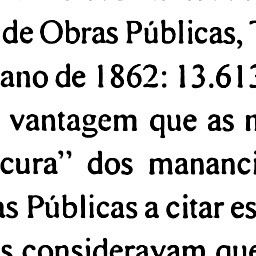 de Obras Públicas,
ano de 1862: 13.613
vantagem que as
cura” dos mananci
as Públicas a citar es
s consideravam que